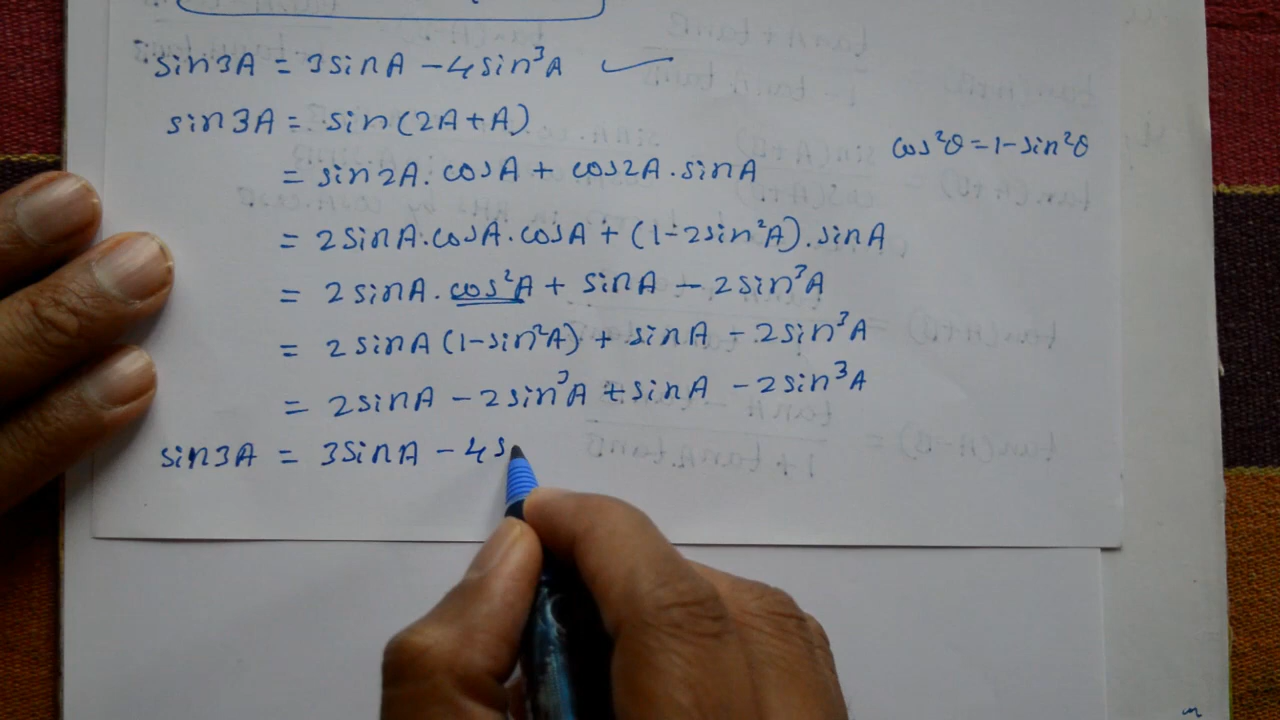 sin3A = 3sinA - 4sin³A
sin3A = sin(2A+A)
cos²θ = 1-sin²θ
= sin2A. cosA + cos2A.sinA
= 2sinA.cosA.cosA + (1-2sin²A).sinA
= 2sinA. cos²A + sinA - 2sin³A
= 2sinA (1-sin²A) + sinA - 2sin³A
= 2sinA - 2sin³A + sinA - 2sin³A
sin3A = 3sinA - 4s